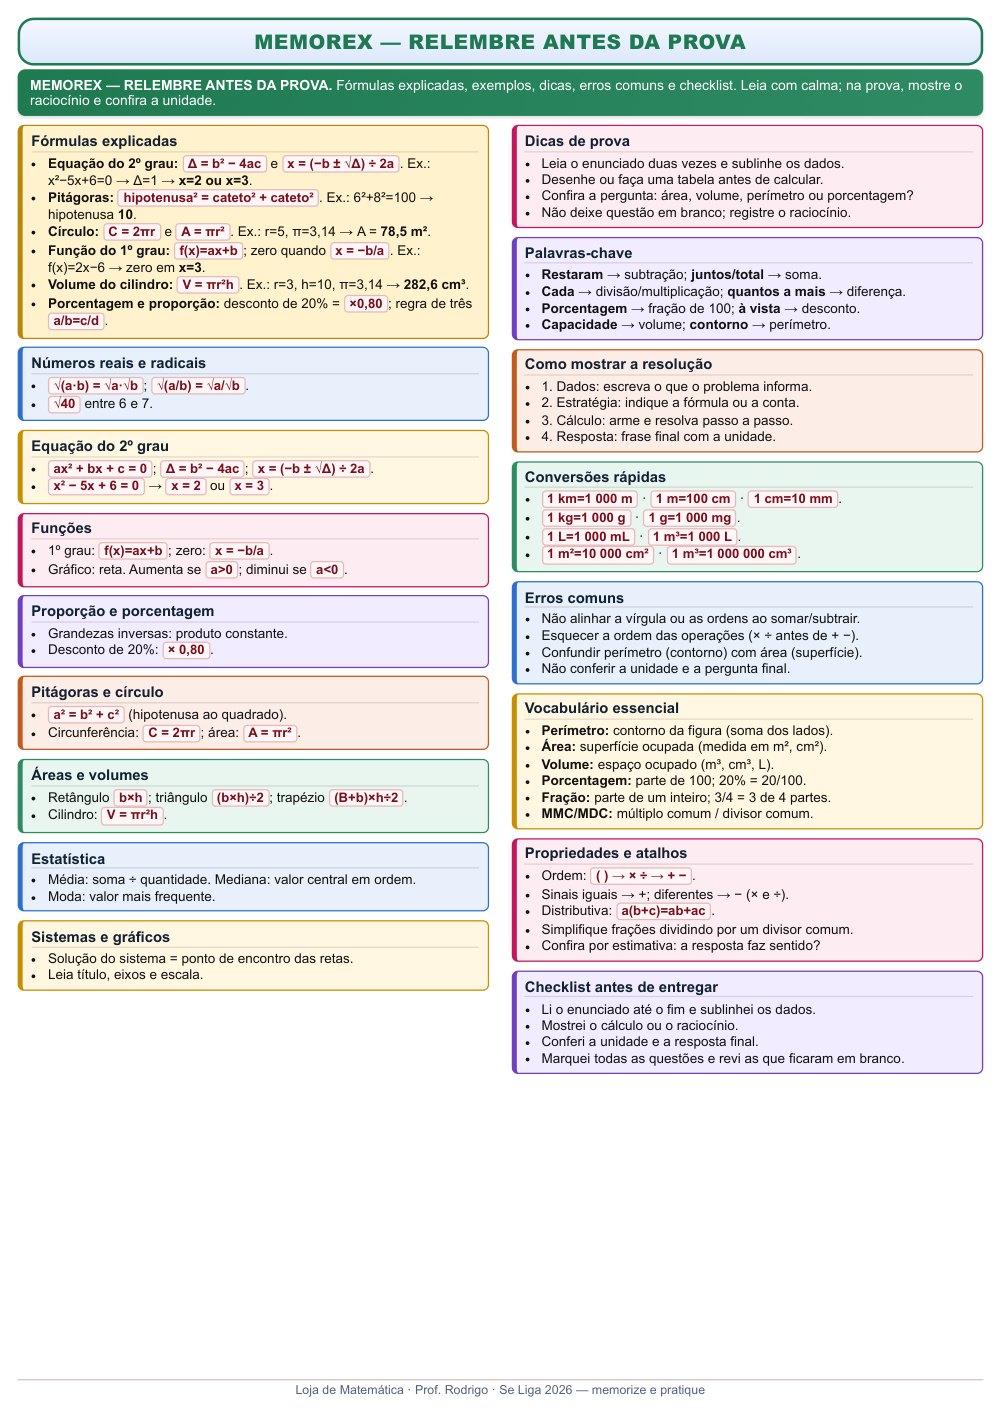 MEMOREX — RELEMBRE ANTES DA PROVA
MEMOREX — RELEMBRE ANTES DA PROVA. Fórmulas explicadas, exemplos, dicas, erros comuns e checklist. Leia com calma; na prova, mostre o
raciocínio e confira a unidade.
Fórmulas explicadas
• Equação do 2º grau: Δ = b² − 4ac e x = (−b ± √Δ) ÷ 2a. Ex.:
x²−5x+6=0 → Δ=1 → x=2 ou x=3.
• Pitágoras: hipotenusa² = cateto² + cateto². Ex.: 6²+8²=100 →
hipotenusa 10.
• Círculo: C = 2πr e A = πr². Ex.: r=5, π=3,14 → A = 78,5 m².
• Função do 1º grau: f(x)=ax+b; zero quando x = −b/a. Ex.:
f(x)=2x−6 → zero em x=3.
• Volume do cilindro: V = πr²h. Ex.: r=3, h=10, π=3,14 → 282,6 cm³.
• Porcentagem e proporção: desconto de 20% = ×0,80; regra de três
a/b=c/d.
Números reais e radicais
• √(a·b) = √a·√b; √(a/b) = √a/√b.
• √40 entre 6 e 7.
Equação do 2º grau
• ax² + bx + c = 0; Δ = b² − 4ac; x = (−b ± √Δ) ÷ 2a.
• x² − 5x + 6 = 0 → x = 2 ou x = 3.
Funções
• 1º grau: f(x)=ax+b; zero: x = −b/a.
• Gráfico: reta. Aumenta se a>0; diminui se a<0.
Proporção e porcentagem
• Grandezas inversas: produto constante.
• Desconto de 20%: × 0,80.
Pitágoras e círculo
• a² = b² + c² (hipotenusa ao quadrado).
• Circunferência: C = 2πr; área: A = πr².
Áreas e volumes
• Retângulo b×h; triângulo (b×h)÷2; trapézio (B+b)×h÷2.
• Cilindro: V = πr²h.
Estatística
• Média: soma ÷ quantidade. Mediana: valor central em ordem.
• Moda: valor mais frequente.
Sistemas e gráficos
• Solução do sistema = ponto de encontro das retas.
• Leia título, eixos e escala.
Dicas de prova
• Leia o enunciado duas vezes e sublinhe os dados.
• Desenhe ou faça uma tabela antes de calcular.
• Confira a pergunta: área, volume, perímetro ou porcentagem?
• Não deixe questão em branco; registre o raciocínio.
Palavras-chave
• Restaram → subtração; juntos/total → soma.
• Cada → divisão/multiplicação; quantos a mais → diferença.
• Porcentagem → fração de 100; à vista → desconto.
• Capacidade → volume; contorno → perímetro.
Como mostrar a resolução
• 1. Dados: escreva o que o problema informa.
• 2. Estratégia: indique a fórmula ou a conta.
• 3. Cálculo: arme e resolva passo a passo.
• 4. Resposta: frase final com a unidade.
Conversões rápidas
• 1 km=1 000 m · 1 m=100 cm · 1 cm=10 mm.
• 1 kg=1 000 g · 1 g=1 000 mg.
• 1 L=1 000 mL · 1 m³=1 000 L.
• 1 m²=10 000 cm² · 1 m³=1 000 000 cm³.
Erros comuns
• Não alinhar a vírgula ou as ordens ao somar/subtrair.
• Esquecer a ordem das operações (× ÷ antes de + −).
• Confundir perímetro (contorno) com área (superfície).
• Não conferir a unidade e a pergunta final.
Vocabulário essencial
• Perímetro: contorno da figura (soma dos lados).
• Área: superfície ocupada (medida em m², cm²).
• Volume: espaço ocupado (m³, cm³, L).
• Porcentagem: parte de 100; 20% = 20/100.
• Fração: parte de um inteiro; 3/4 = 3 de 4 partes.
• MMC/MDC: múltiplo comum / divisor comum.
Propriedades e atalhos
• Ordem: ( ) → × ÷ → + −.
• Sinais iguais → +; diferentes → − (× e ÷).
• Distributiva: a(b+c)=ab+ac.
• Simplifique frações dividindo por um divisor comum.
• Confira por estimativa: a resposta faz sentido?
Checklist antes de entregar
• Li o enunciado até o fim e sublinhei os dados.
• Mostrei o cálculo ou o raciocínio.
• Conferi a unidade e a resposta final.
• Marquei todas as questões e revi as que ficaram em branco.
Loja de Matemática · Prof. Rodrigo · Se Liga 2026 — memorize e pratique